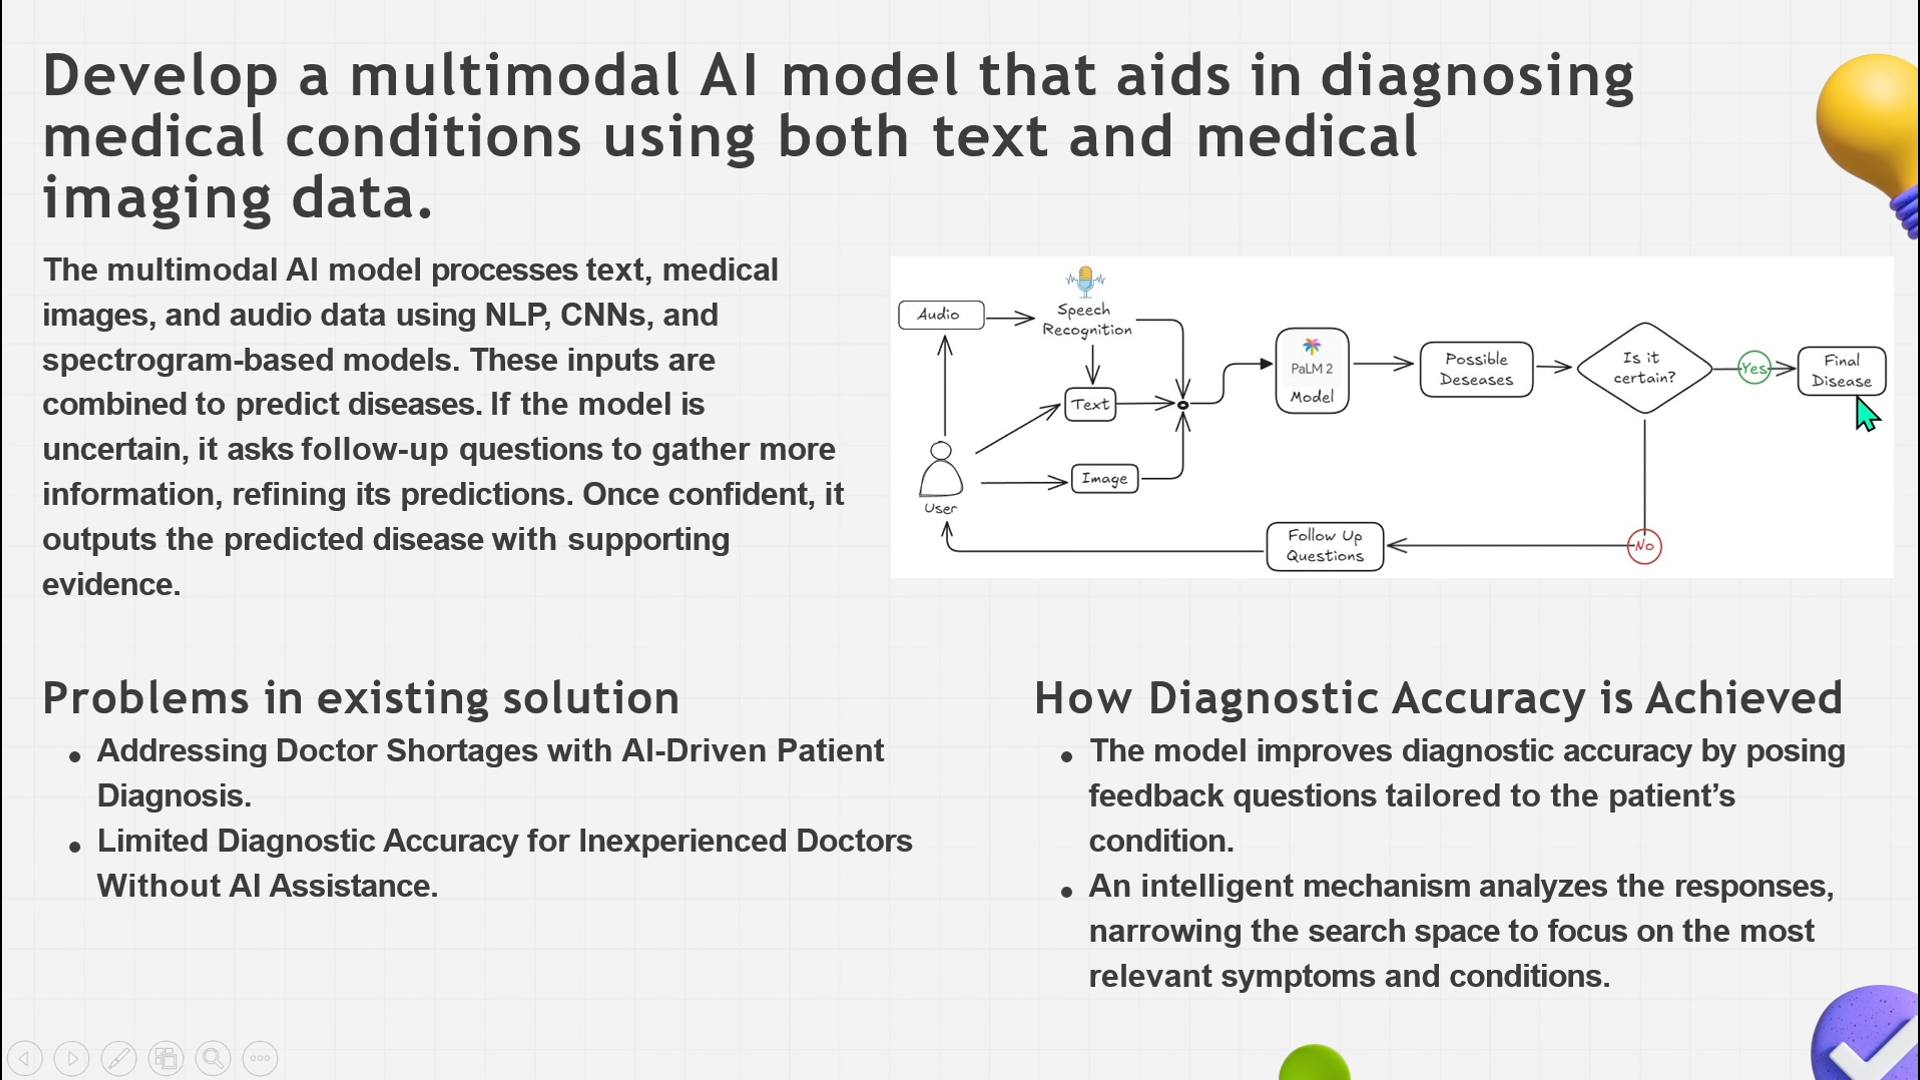 Develop a multimodal AI model that aids in diagnosing
medical conditions using both text and medical
imaging data.
The multimodal AI model processes text, medical
images, and audio data using NLP, CNNs, and
spectrogram-based models. These inputs are
combined to predict diseases. If the model is
uncertain, it asks follow-up questions to gather more
information, refining its predictions. Once confident, it
outputs the predicted disease with supporting
evidence.
Audio
Speech
Recognition
Text
Image
User
PaLM 2
Model
Possible
Deseases
Is it
certain?
Yes
Final
Disease
No
Follow Up
Questions
Problems in existing solution
• Addressing Doctor Shortages with AI-Driven Patient
Diagnosis.
• Limited Diagnostic Accuracy for Inexperienced Doctors
Without AI Assistance.
How Diagnostic Accuracy is Achieved
• The model improves diagnostic accuracy by posing
feedback questions tailored to the patient’s
condition.
• An intelligent mechanism analyzes the responses,
narrowing the search space to focus on the most
relevant symptoms and conditions.